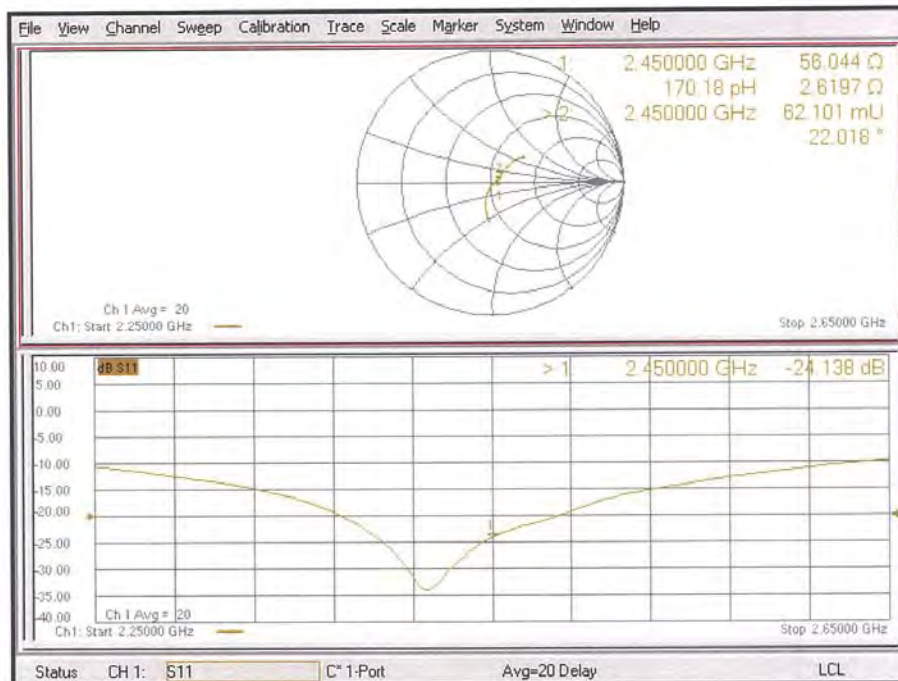 File View Channel Sweep Calibration Trace Scale Marker System Window Help
1: 2.450000 GHz 56.044 Ω
170.18 pH 2.6197 Ω
> 2: 2.450000 GHz 62.101 mU
22.018 °
Ch 1 Avg = 20
Ch1: Start 2.25000 GHz Stop 2.65000 GHz
10.00 dB S11 > 1 2.450000 GHz -24.138 dB
5.00
0.00
-5.00
-10.00
-15.00
-20.00
-25.00 1
-30.00
-35.00
-40.00 Ch 1 Avg = 20
Ch1: Start 2.25000 GHz Stop 2.65000 GHz
Status CH 1: S11 C* 1-Port Avg=20 Delay LCL